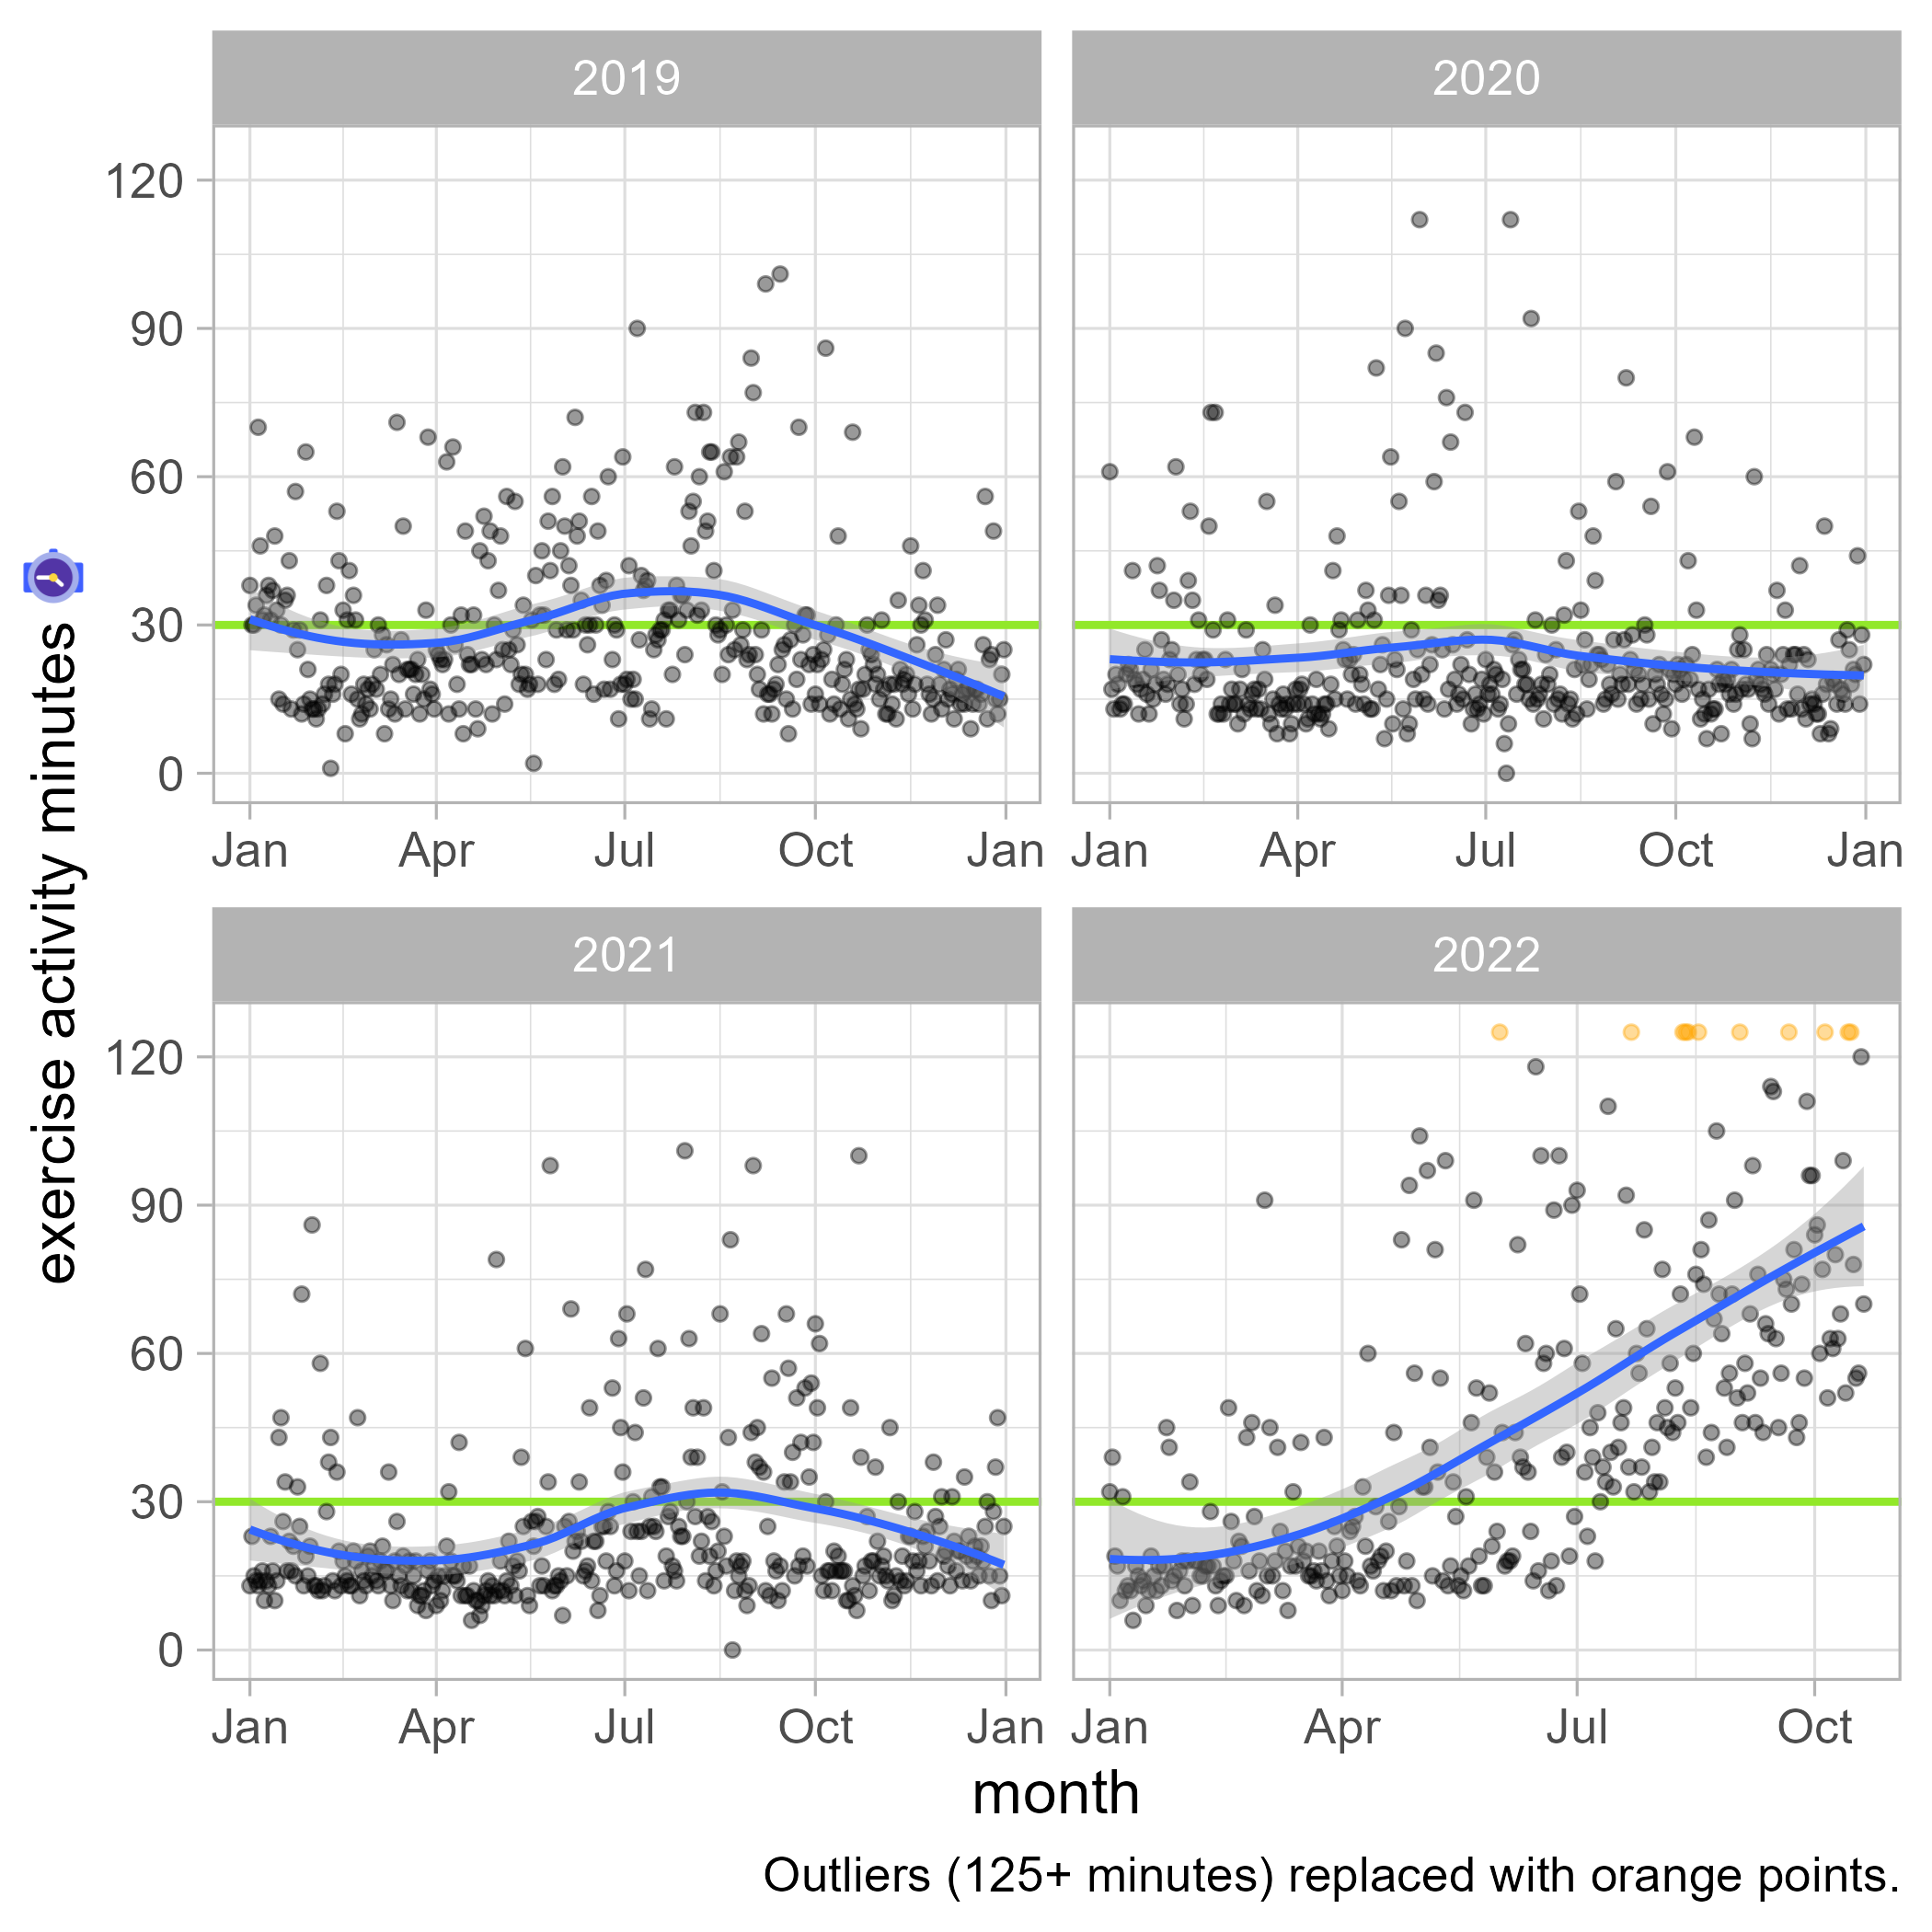 2019
2020
120
90
60
30
0
Jan Apr Jul Oct Jan
Jan Apr Jul Oct Jan
exercise activity minutes
2021
2022
120
90
60
30
0
Jan Apr Jul Oct Jan
Jan Apr Jul Oct
month
Outliers (125+ minutes) replaced with orange points.